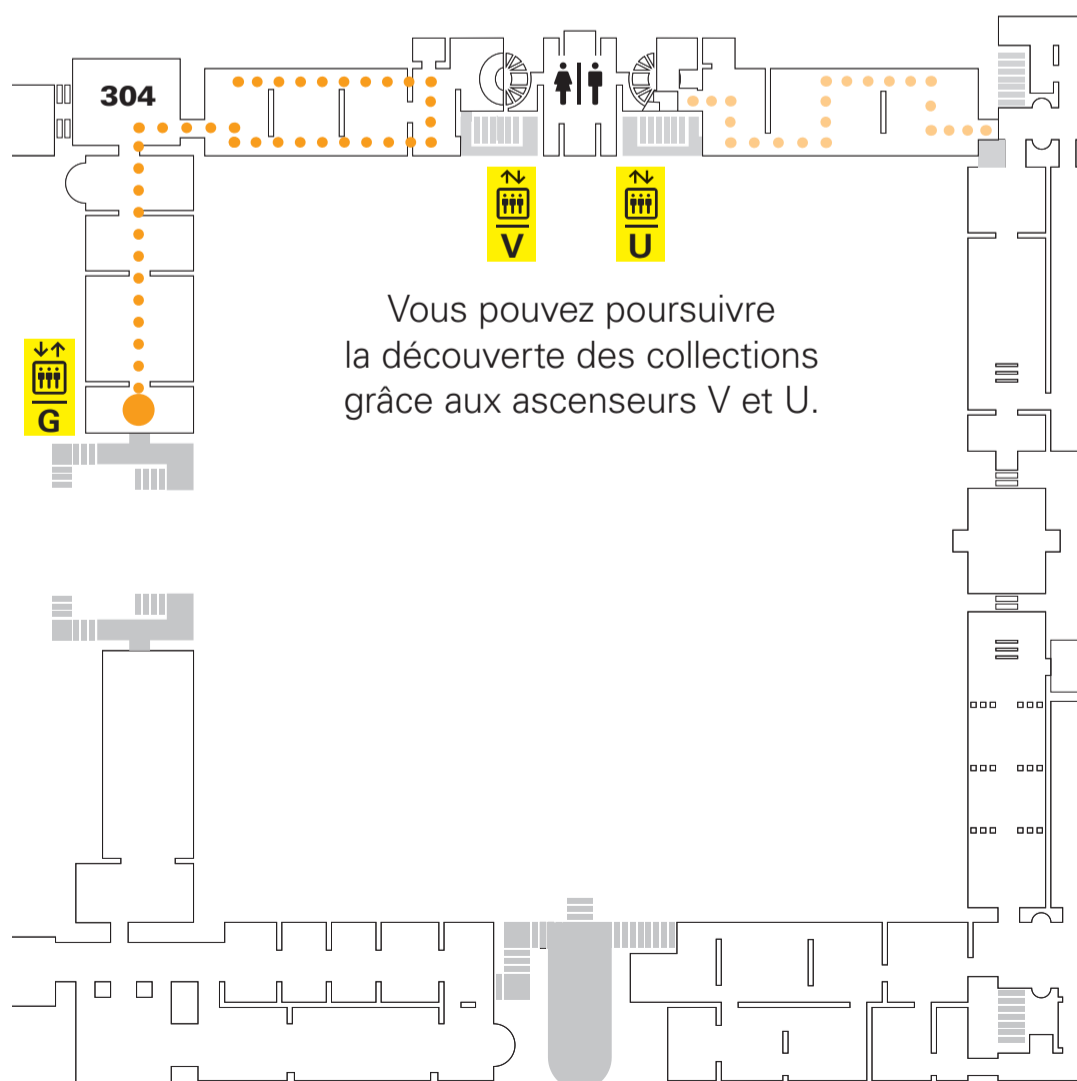 304
V
U
Vous pouvez poursuivre
la découverte des collections
grâce aux ascenseurs V et U.
G